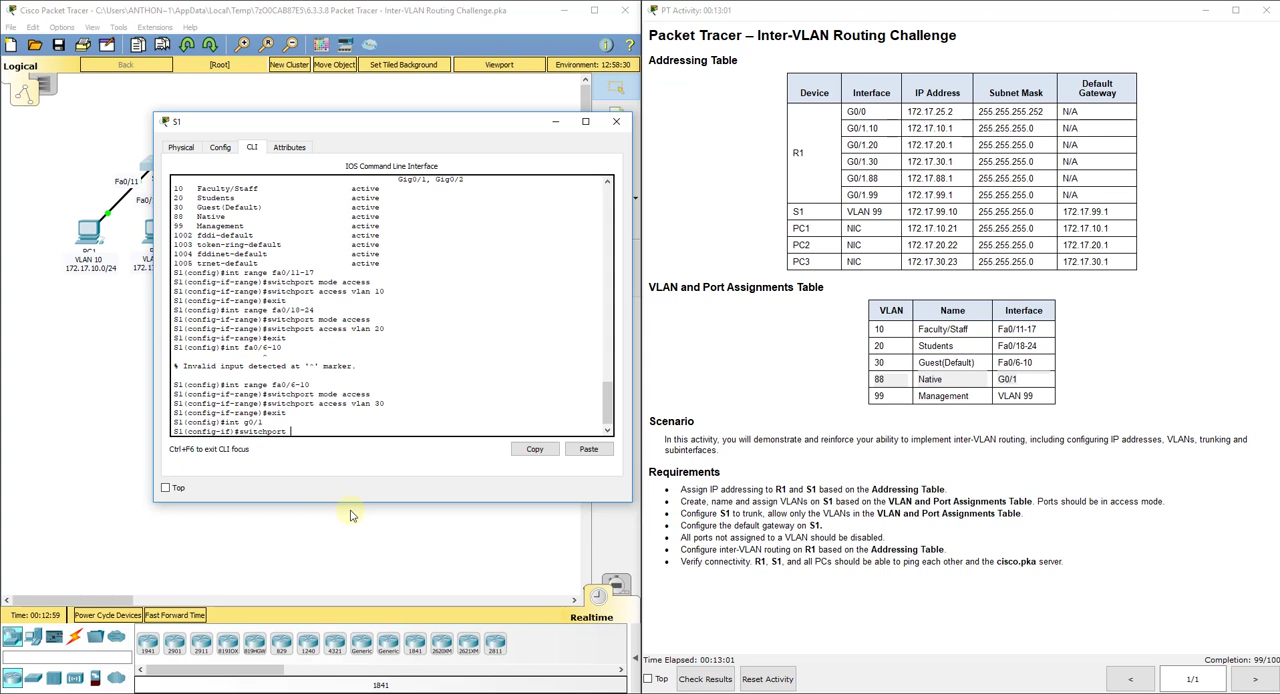 Cisco Packet Tracer - C:\Users\ANTHON~1\AppData\Local\Temp\7zO0CAB87E5\6.3.3.8 Packet Tracer - Inter-VLAN Routing Challenge.pka
File Edit Options View Tools Extensions Help
Logical Back [Root] New Cluster Move Object Set Tiled Background Viewport Environment: 12:58:30
S1
Physical Config CLI Attributes
IOS Command Line Interface
Gig0/1, Gig0/2
10 Faculty/Staff active
20 Students active
30 Guest(Default) active
88 Native active
99 Management active
1002 fddi-default active
1003 token-ring-default active
1004 fddinet-default active
1005 trnet-default active
S1(config)#int range fa0/11-17
S1(config-if-range)#switchport mode access
S1(config-if-range)#switchport access vlan 10
S1(config-if-range)#exit
S1(config)#int range fa0/18-24
S1(config-if-range)#switchport mode access
S1(config-if-range)#switchport access vlan 20
S1(config-if-range)#exit
S1(config)#int fa0/6-10
^
% Invalid input detected at '^' marker.
S1(config)#int range fa0/6-10
S1(config-if-range)#switchport mode access
S1(config-if-range)#switchport access vlan 30
S1(config-if-range)#exit
S1(config)#int g0/1
S1(config-if)#switchport
Ctrl+F6 to exit CLI focus
Copy Paste
Top
Fa0/11
Fa0/
PC1
VLAN 10
172.17.10.0/24
Time: 00:12:59 Power Cycle Devices Fast Forward Time
Realtime
1941 2901 2911 819IOX 819HGW 829 1240 4321 Generic Generic 1841 2620XM 2621XM 2811
1841
PT Activity: 00:13:01
Packet Tracer – Inter-VLAN Routing Challenge
Addressing Table
Device Interface IP Address Subnet Mask Default Gateway
R1
G0/0 172.17.25.2 255.255.255.252 N/A
G0/1.10 172.17.10.1 255.255.255.0 N/A
G0/1.20 172.17.20.1 255.255.255.0 N/A
G0/1.30 172.17.30.1 255.255.255.0 N/A
G0/1.88 172.17.88.1 255.255.255.0 N/A
G0/1.99 172.17.99.1 255.255.255.0 N/A
S1 VLAN 99 172.17.99.10 255.255.255.0 172.17.99.1
PC1 NIC 172.17.10.21 255.255.255.0 172.17.10.1
PC2 NIC 172.17.20.22 255.255.255.0 172.17.20.1
PC3 NIC 172.17.30.23 255.255.255.0 172.17.30.1
VLAN and Port Assignments Table
VLAN Name Interface
10 Faculty/Staff Fa0/11-17
20 Students Fa0/18-24
30 Guest(Default) Fa0/6-10
88 Native G0/1
99 Management VLAN 99
Scenario
In this activity, you will demonstrate and reinforce your ability to implement inter-VLAN routing, including configuring IP addresses, VLANs, trunking and
subinterfaces.
Requirements
• Assign IP addressing to R1 and S1 based on the Addressing Table.
• Create, name and assign VLANs on S1 based on the VLAN and Port Assignments Table. Ports should be in access mode.
• Configure S1 to trunk, allow only the VLANs in the VLAN and Port Assignments Table.
• Configure the default gateway on S1.
• All ports not assigned to a VLAN should be disabled.
• Configure inter-VLAN routing on R1 based on the Addressing Table.
• Verify connectivity. R1, S1, and all PCs should be able to ping each other and the cisco.pka server.
Time Elapsed: 00:13:01 Completion: 99/100
Top Check Results Reset Activity < 1/1 >